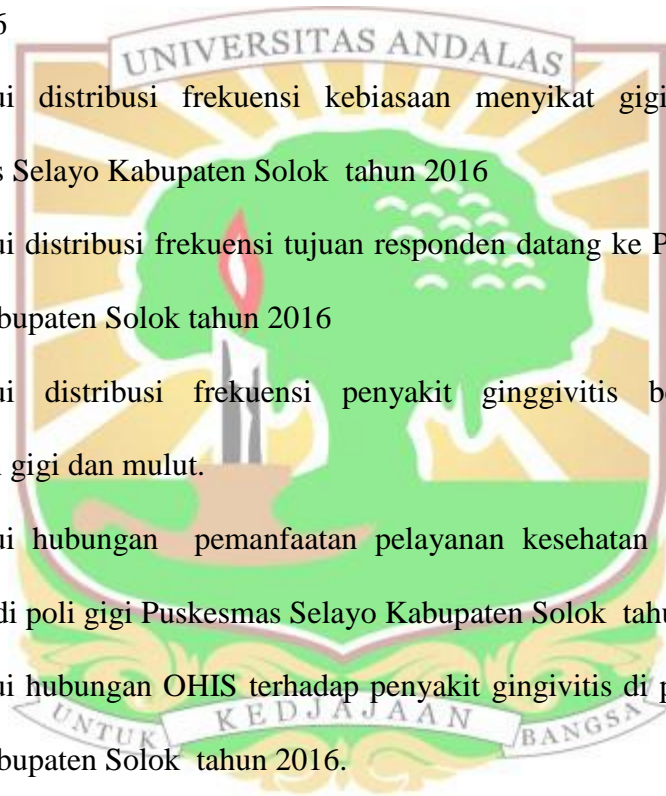 6
UNIVERSITAS ANDALAS
ui distribusi frekuensi kebiasaan menyikat gigi
s Selayo Kabupaten Solok tahun 2016
ui distribusi frekuensi tujuan responden datang ke P
bupaten Solok tahun 2016
ui distribusi frekuensi penyakit ginggivitis b
gigi dan mulut.
ui hubungan pemanfaatan pelayanan kesehatan
di poli gigi Puskesmas Selayo Kabupaten Solok tahu
ui hubungan OHIS terhadap penyakit gingivitis di p
UNTUK KEDJAJAAN BANGSA
bupaten Solok tahun 2016.